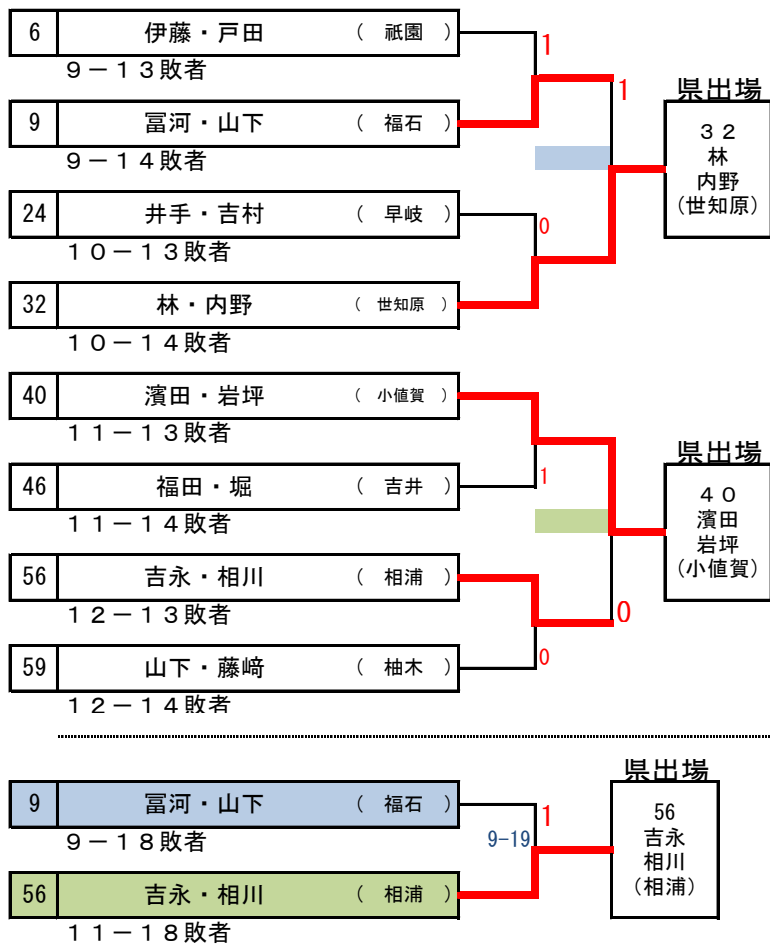 6 伊藤・戸田 （ 祇園 ）
1
９－１３敗者
1
県出場
9 冨河・山下 （ 福石 ）
９－１４敗者
３２
林
内野
（世知原）
24 井手・吉村 （ 早岐 ）
0
１０－１３敗者
32 林・内野 （ 世知原 ）
１０－１４敗者
40 濱田・岩坪 （ 小値賀 ）
１１－１３敗者
県出場
46 福田・堀 （ 吉井 ）
1
１１－１４敗者
４０
濱田
岩坪
（小値賀）
56 吉永・相川 （ 相浦 ）
１２－１３敗者
0
59 山下・藤﨑 （ 柚木 ）
0
１２－１４敗者
県出場
9 冨河・山下 （ 福石 ）
1
９－１８敗者
9-19
56
吉永
相川
（相浦）
56 吉永・相川 （ 相浦 ）
１１－１８敗者